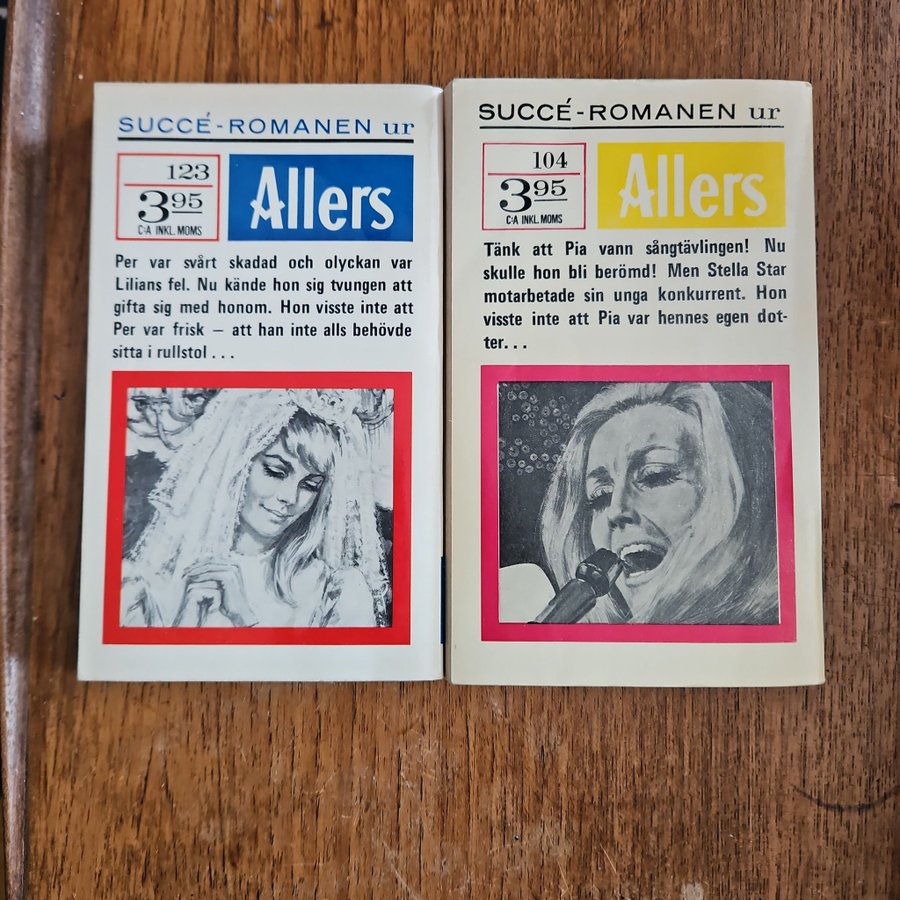 SUCCÉ-ROMANEN ur
123
3 95
C:A INKL. MOMS
Allers
Per var svårt skadad och olyckan var
Lilians fel. Nu kände hon sig tvungen att
gifta sig med honom. Hon visste inte att
Per var frisk – att han inte alls behövde
sitta i rullstol . . .
SUCCÉ-ROMANEN ur
104
3 95
C:A INKL. MOMS
Allers
Tänk att Pia vann sångtävlingen! Nu
skulle hon bli berömd! Men Stella Star
motarbetade sin unga konkurrent. Hon
visste inte att Pia var hennes egen dot-
ter. . .